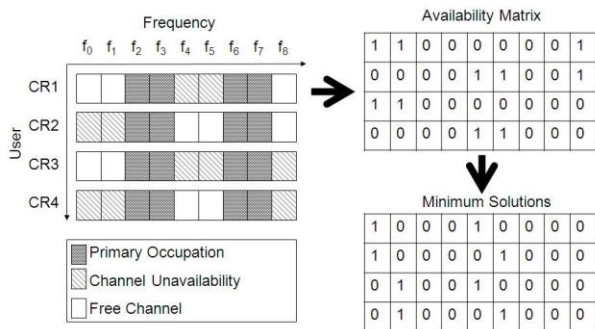 Frequency
f0 f1 f2 f3 f4 f5 f6 f7 f8
User
CR1
CR2
CR3
CR4
Primary Occupation
Channel Unavailability
Free Channel
Availability Matrix
1 1 0 0 0 0 0 0 1
0 0 0 0 1 1 0 0 1
1 1 0 0 0 0 0 0 0
0 0 0 0 1 1 0 0 0
Minimum Solutions
1 0 0 0 1 0 0 0 0
1 0 0 0 0 1 0 0 0
0 1 0 0 1 0 0 0 0
0 1 0 0 0 1 0 0 0